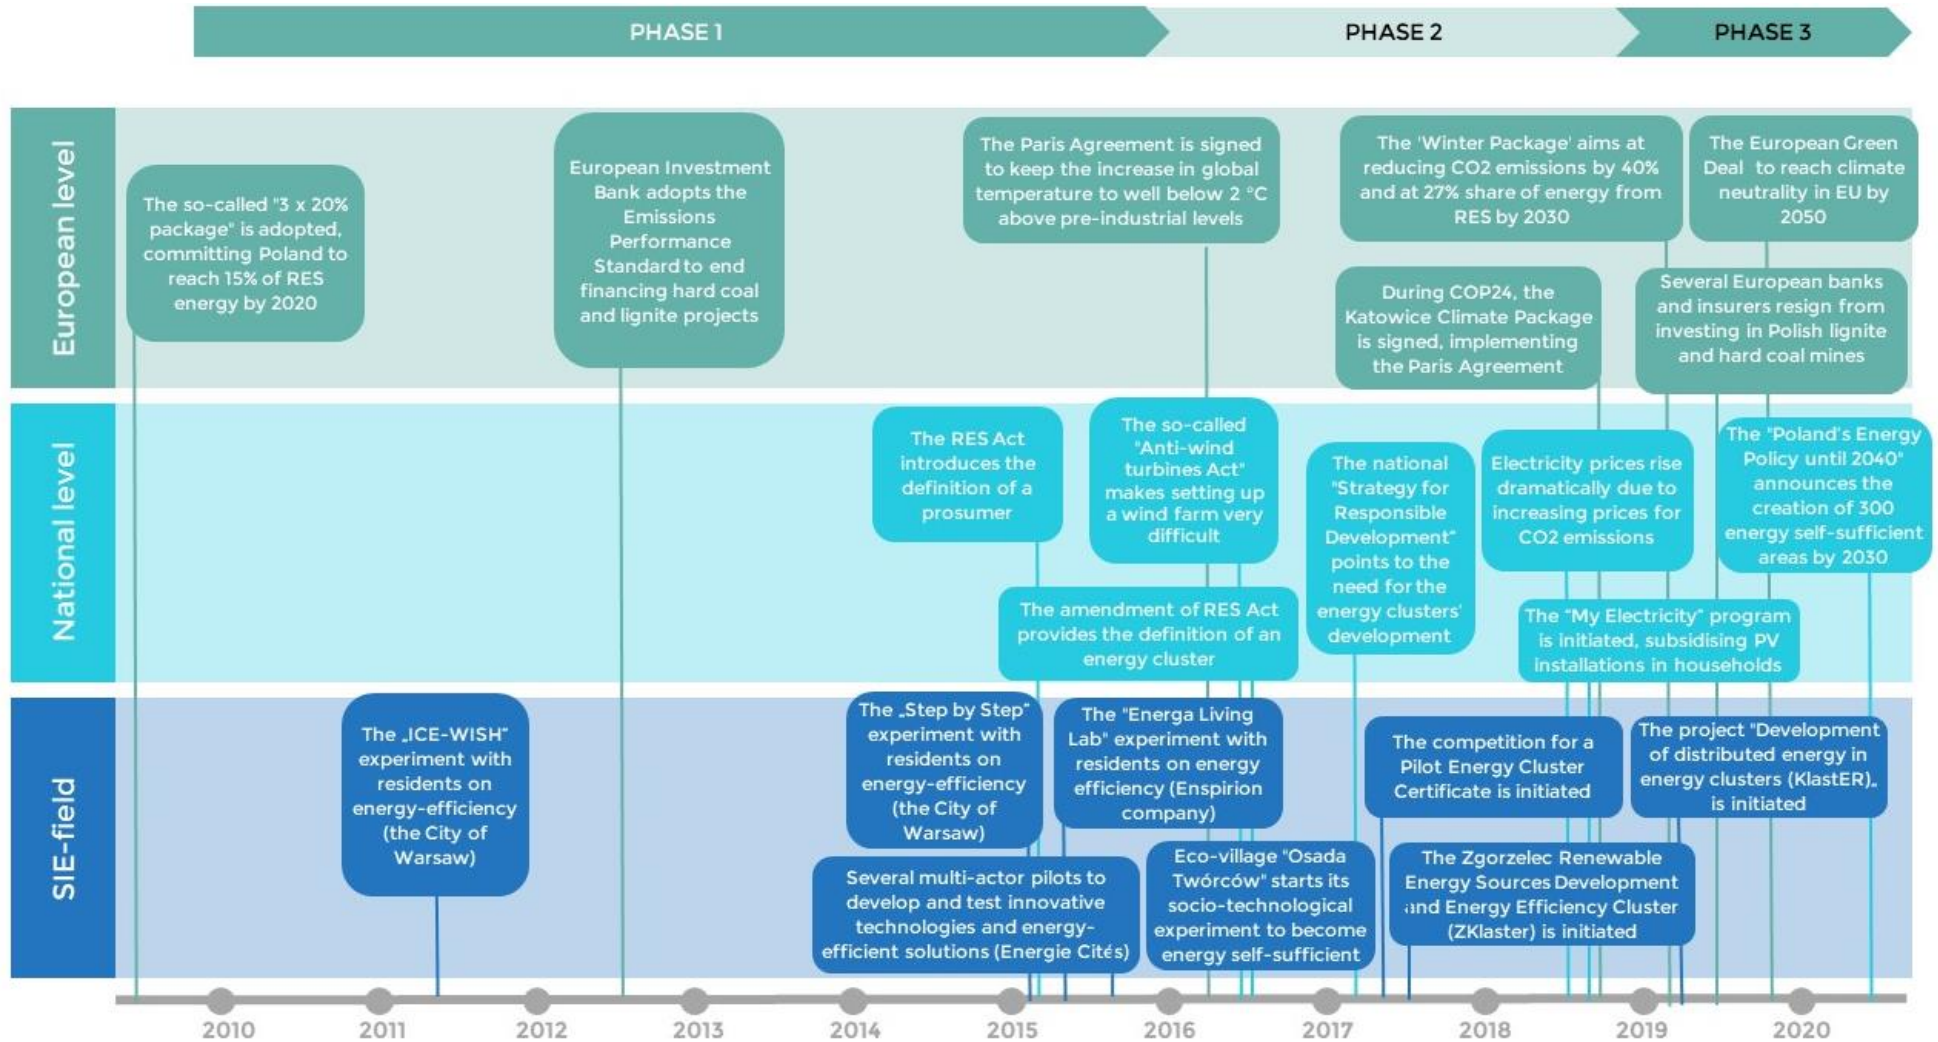 PHASE 1
PHASE 2
PHASE 3
European level
The so-called "3 x 20%
package" is adopted,
committing Poland to
reach 15% of RES
energy by 2020
European Investment
Bank adopts the
Emissions
Performance
Standard to end
financing hard coal
and lignite projects
The Paris Agreement is signed
to keep the increase in global
temperature to well below 2 °C
above pre-industrial levels
The 'Winter Package' aims at
reducing CO2 emissions by 40%
and at 27% share of energy from
RES by 2030
The European Green
Deal to reach climate
neutrality in EU by
2050
During COP24, the
Katowice Climate Package
is signed, implementing
the Paris Agreement
Several European banks
and insurers resign from
investing in Polish lignite
and hard coal mines
National level
The RES Act
introduces the
definition of a
prosumer
The so-called
"Anti-wind
turbines Act"
makes setting up
a wind farm very
difficult
The national
"Strategy for
Responsible
Development"
points to the
need for the
energy clusters'
development
Electricity prices rise
dramatically due to
increasing prices for
CO2 emissions
The "Poland's Energy
Policy until 2040"
announces the
creation of 300
energy self-sufficient
areas by 2030
The amendment of RES Act
provides the definition of an
energy cluster
The "My Electricity" program
is initiated, subsidising PV
installations in households
SIE-field
The „ICE-WISH"
experiment with
residents on
energy-efficiency
(the City of
Warsaw)
The „Step by Step"
experiment with
residents on
energy-efficiency
(the City of
Warsaw)
The "Energa Living
Lab" experiment with
residents on energy
efficiency (Enspirion
company)
The competition for a
Pilot Energy Cluster
Certificate is initiated
The project "Development
of distributed energy in
energy clusters (KlastER)„
is initiated
Several multi-actor pilots to
develop and test innovative
technologies and energy-
efficient solutions (Energie Cités)
Eco-village "Osada
Twórców" starts its
socio-technological
experiment to become
energy self-sufficient
The Zgorzelec Renewable
Energy Sources Development
and Energy Efficiency Cluster
(ZKlaster) is initiated
2010
2011
2012
2013
2014
2015
2016
2017
2018
2019
2020